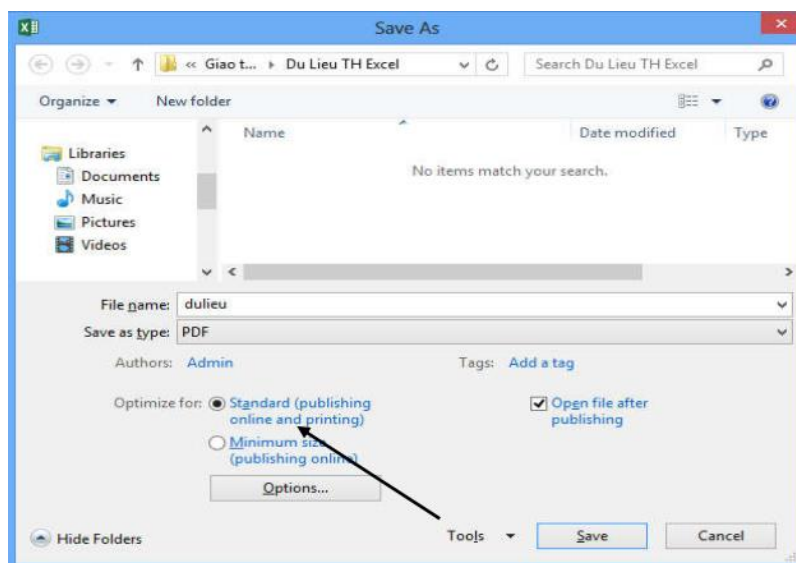 Save As
« Giao t... Du Lieu TH Excel Search Du Lieu TH Excel
Organize New folder
Name Date modified Type
Libraries
Documents
Music
Pictures
Videos
No items match your search.
File name: dulieu
Save as type: PDF
Authors: Admin Tags: Add a tag
Optimize for: Standard (publishing
online and printing)
Minimum size
(publishing online)
Open file after
publishing
Options...
Hide Folders Tools Save Cancel